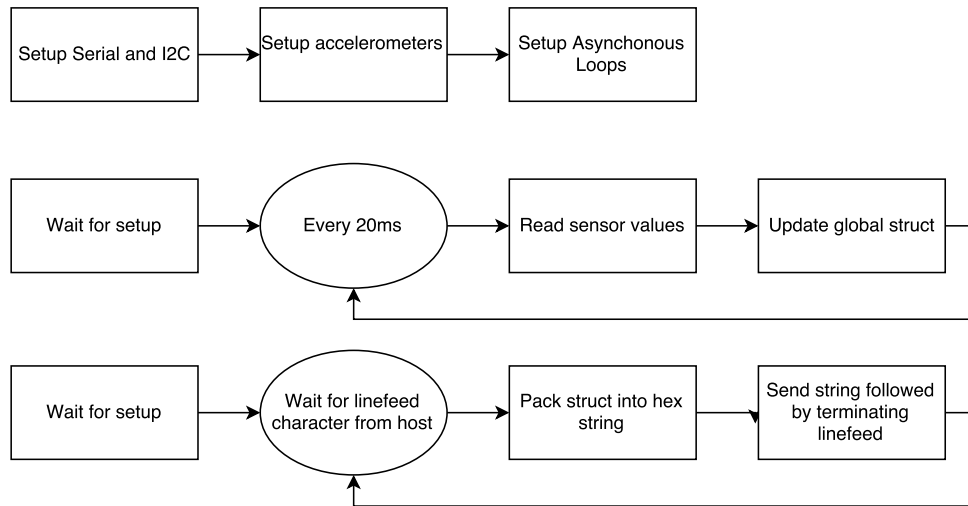 Setup Serial and I2C
Setup accelerometers
Setup Asynchonous
Loops
Wait for setup
Every 20ms
Read sensor values
Update global struct
Wait for setup
Wait for linefeed
character from host
Pack struct into hex
string
Send string followed
by terminating
linefeed